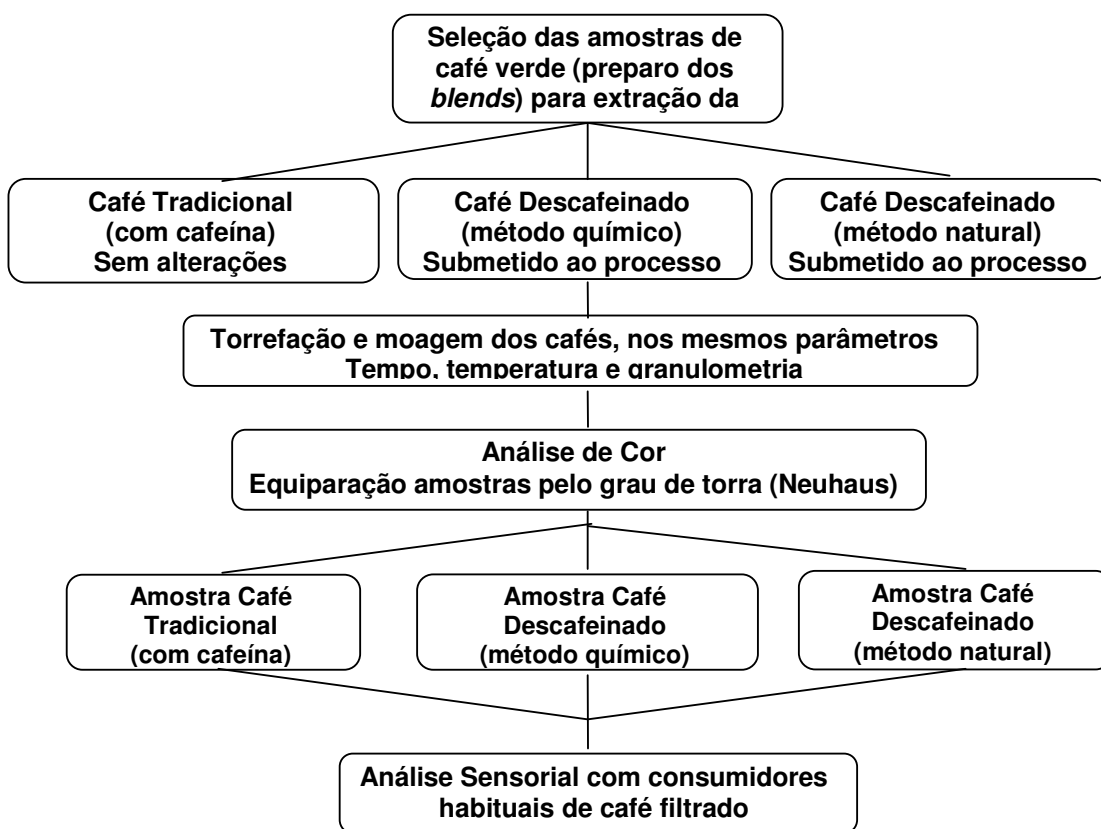 Seleção das amostras de
café verde (preparo dos
blends) para extração da
Café Tradicional
(com cafeína)
Sem alterações
Café Descafeinado
(método químico)
Submetido ao processo
Café Descafeinado
(método natural)
Submetido ao processo
Torrefação e moagem dos cafés, nos mesmos parâmetros
Tempo, temperatura e granulometria
Análise de Cor
Equiparação amostras pelo grau de torra (Neuhaus)
Amostra Café
Tradicional
(com cafeína)
Amostra Café
Descafeinado
(método químico)
Amostra Café
Descafeinado
(método natural)
Análise Sensorial com consumidores
habituais de café filtrado